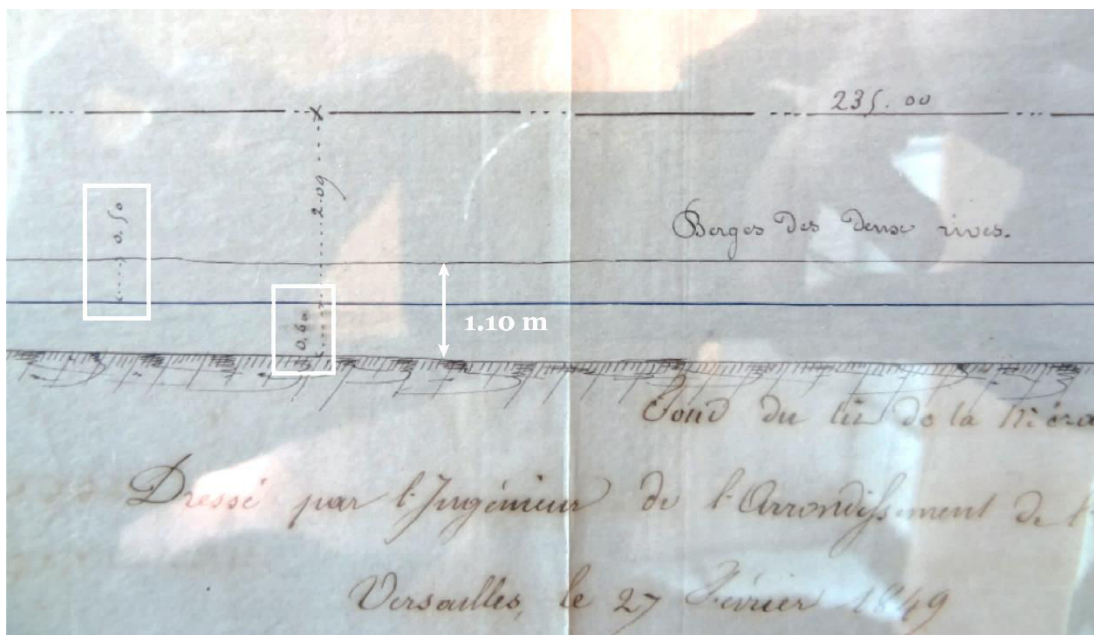 235.00
0.50
2.09
Berges des deux rives.
1.10 m
0.60
Fond du lit de la
Dressé par l'Ingénieur de l'Arrondissement de
Versailles, le 27 Février 1849